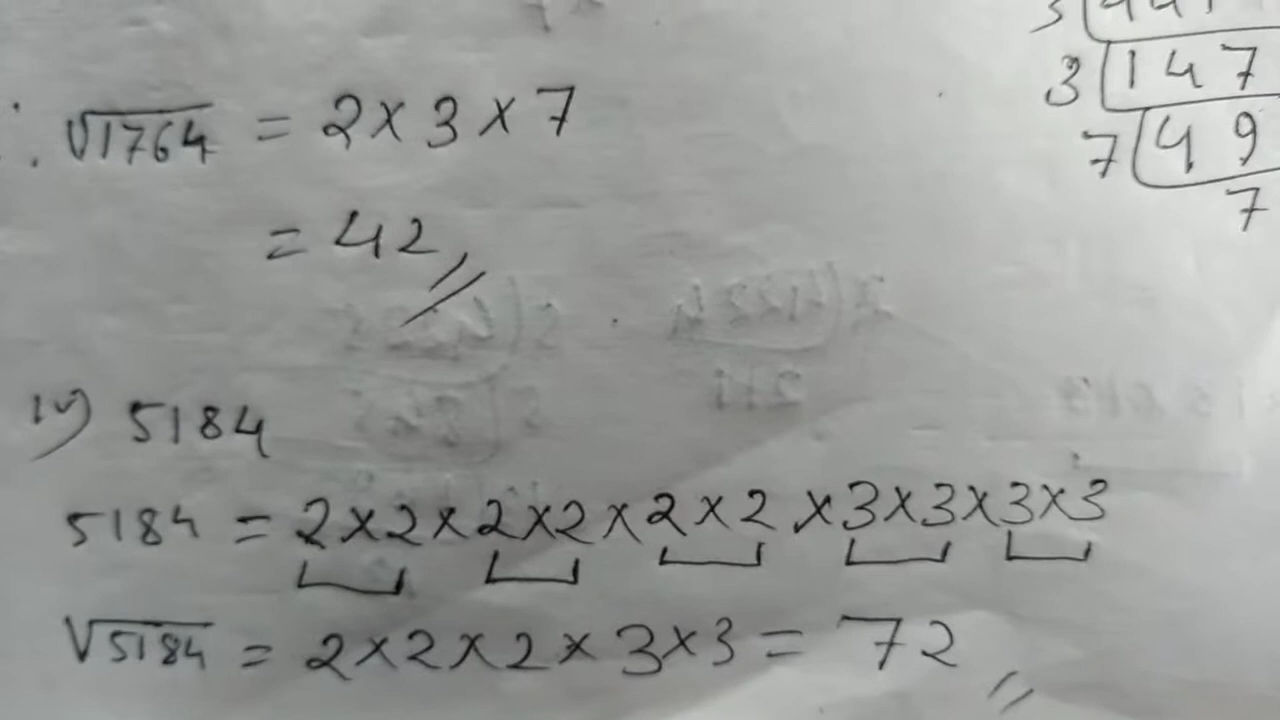 ∴ √1764 = 2 × 3 × 7
= 42
3 | 147
7 | 49
7
iv) 5184
5184 = 2×2×2×2×2×2×3×3×3×3
√5184 = 2×2×2×3×3 = 72